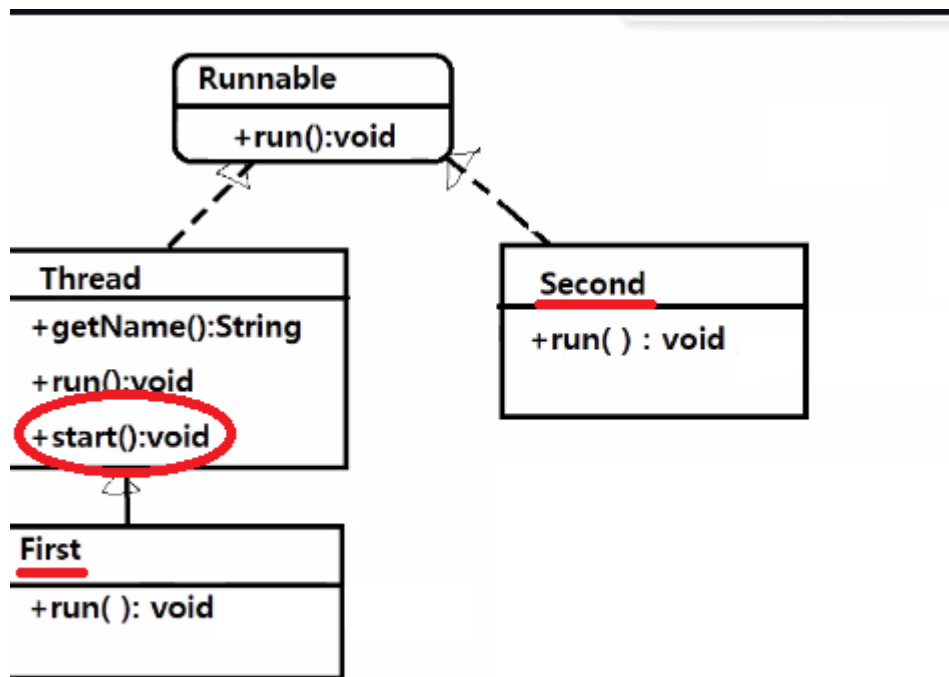 Runnable
+run():void
Thread
+getName():String
+run():void
+start():void
Second
+run( ) : void
First
+run( ): void